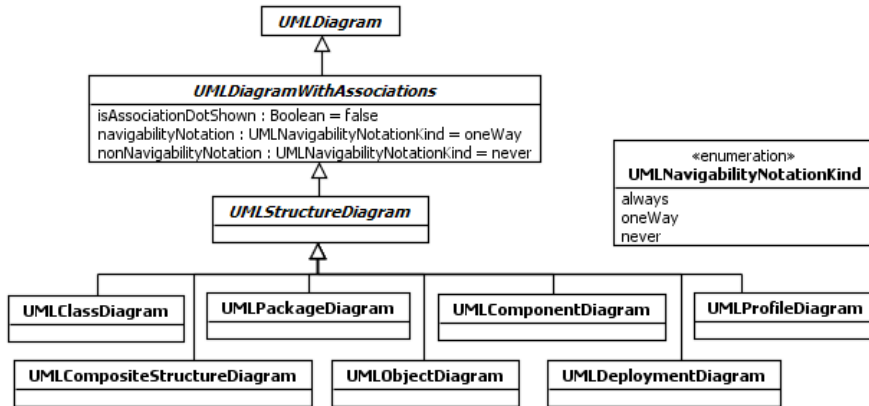 UMLDiagram
UMLDiagramWithAssociations
isAssociationDotShown : Boolean = false
navigabilityNotation : UMLNavigabilityNotationKind = oneWay
nonNavigabilityNotation : UMLNavigabilityNotationKind = never
«enumeration»
UMLNavigabilityNotationKind
always
oneWay
never
UMLStructureDiagram
UMLClassDiagram
UMLPackageDiagram
UMLComponentDiagram
UMLProfileDiagram
UMLCompositeStructureDiagram
UMLObjectDiagram
UMLDeploymentDiagram